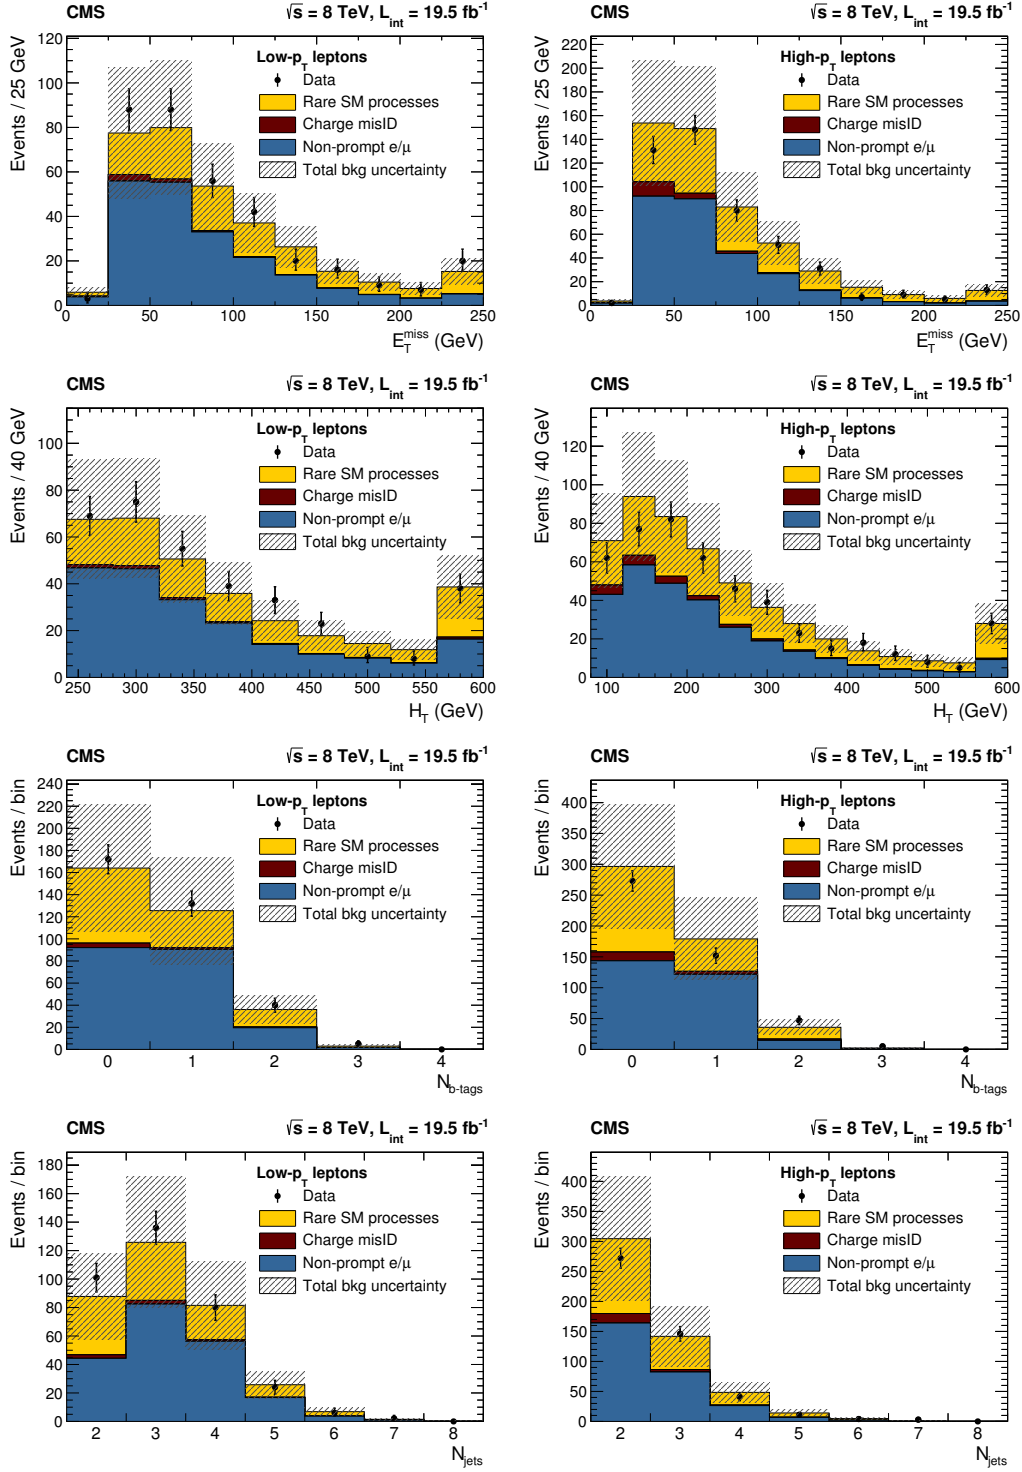 CMS √s = 8 TeV, L_int = 19.5 fb⁻¹
Events / 25 GeV
120
100
80
60
40
20
0
Low-p_T leptons
Data
Rare SM processes
Charge misID
Non-prompt e/μ
Total bkg uncertainty
0 50 100 150 200 250
E_T^miss (GeV)
CMS √s = 8 TeV, L_int = 19.5 fb⁻¹
Events / 25 GeV
220
200
180
160
140
120
100
80
60
40
20
0
High-p_T leptons
Data
Rare SM processes
Charge misID
Non-prompt e/μ
Total bkg uncertainty
0 50 100 150 200 250
E_T^miss (GeV)
CMS √s = 8 TeV, L_int = 19.5 fb⁻¹
Events / 40 GeV
100
80
60
40
20
0
Low-p_T leptons
Data
Rare SM processes
Charge misID
Non-prompt e/μ
Total bkg uncertainty
250 300 350 400 450 500 550 600
H_T (GeV)
CMS √s = 8 TeV, L_int = 19.5 fb⁻¹
Events / 40 GeV
120
100
80
60
40
20
0
High-p_T leptons
Data
Rare SM processes
Charge misID
Non-prompt e/μ
Total bkg uncertainty
100 200 300 400 500 600
H_T (GeV)
CMS √s = 8 TeV, L_int = 19.5 fb⁻¹
Events / bin
240
220
200
180
160
140
120
100
80
60
40
20
0
Low-p_T leptons
Data
Rare SM processes
Charge misID
Non-prompt e/μ
Total bkg uncertainty
0 1 2 3 4
N_b-tags
CMS √s = 8 TeV, L_int = 19.5 fb⁻¹
Events / bin
400
350
300
250
200
150
100
50
0
High-p_T leptons
Data
Rare SM processes
Charge misID
Non-prompt e/μ
Total bkg uncertainty
0 1 2 3 4
N_b-tags
CMS √s = 8 TeV, L_int = 19.5 fb⁻¹
Events / bin
180
160
140
120
100
80
60
40
20
0
Low-p_T leptons
Data
Rare SM processes
Charge misID
Non-prompt e/μ
Total bkg uncertainty
2 3 4 5 6 7 8
N_jets
CMS √s = 8 TeV, L_int = 19.5 fb⁻¹
Events / bin
400
350
300
250
200
150
100
50
0
High-p_T leptons
Data
Rare SM processes
Charge misID
Non-prompt e/μ
Total bkg uncertainty
2 3 4 5 6 7 8
N_jets